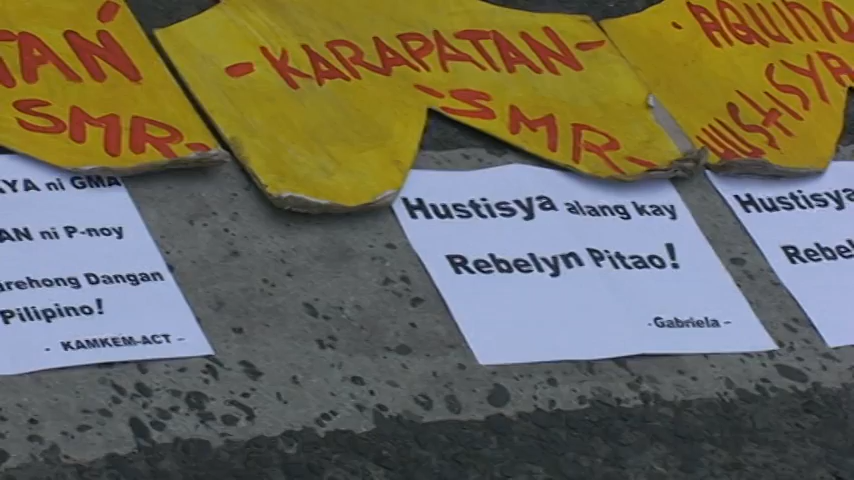 TAN
SMR-
- KARAPATAN -
- SMR -
- AQUINO
HUSTISYA
YA ni GMA
AN ni P-noy
arehong Dangan
Pilipino!
- KAMKEM-ACT -
Hustisya alang kay
Rebelyn Pitao!
- Gabriela -
Hustisya
Rebel